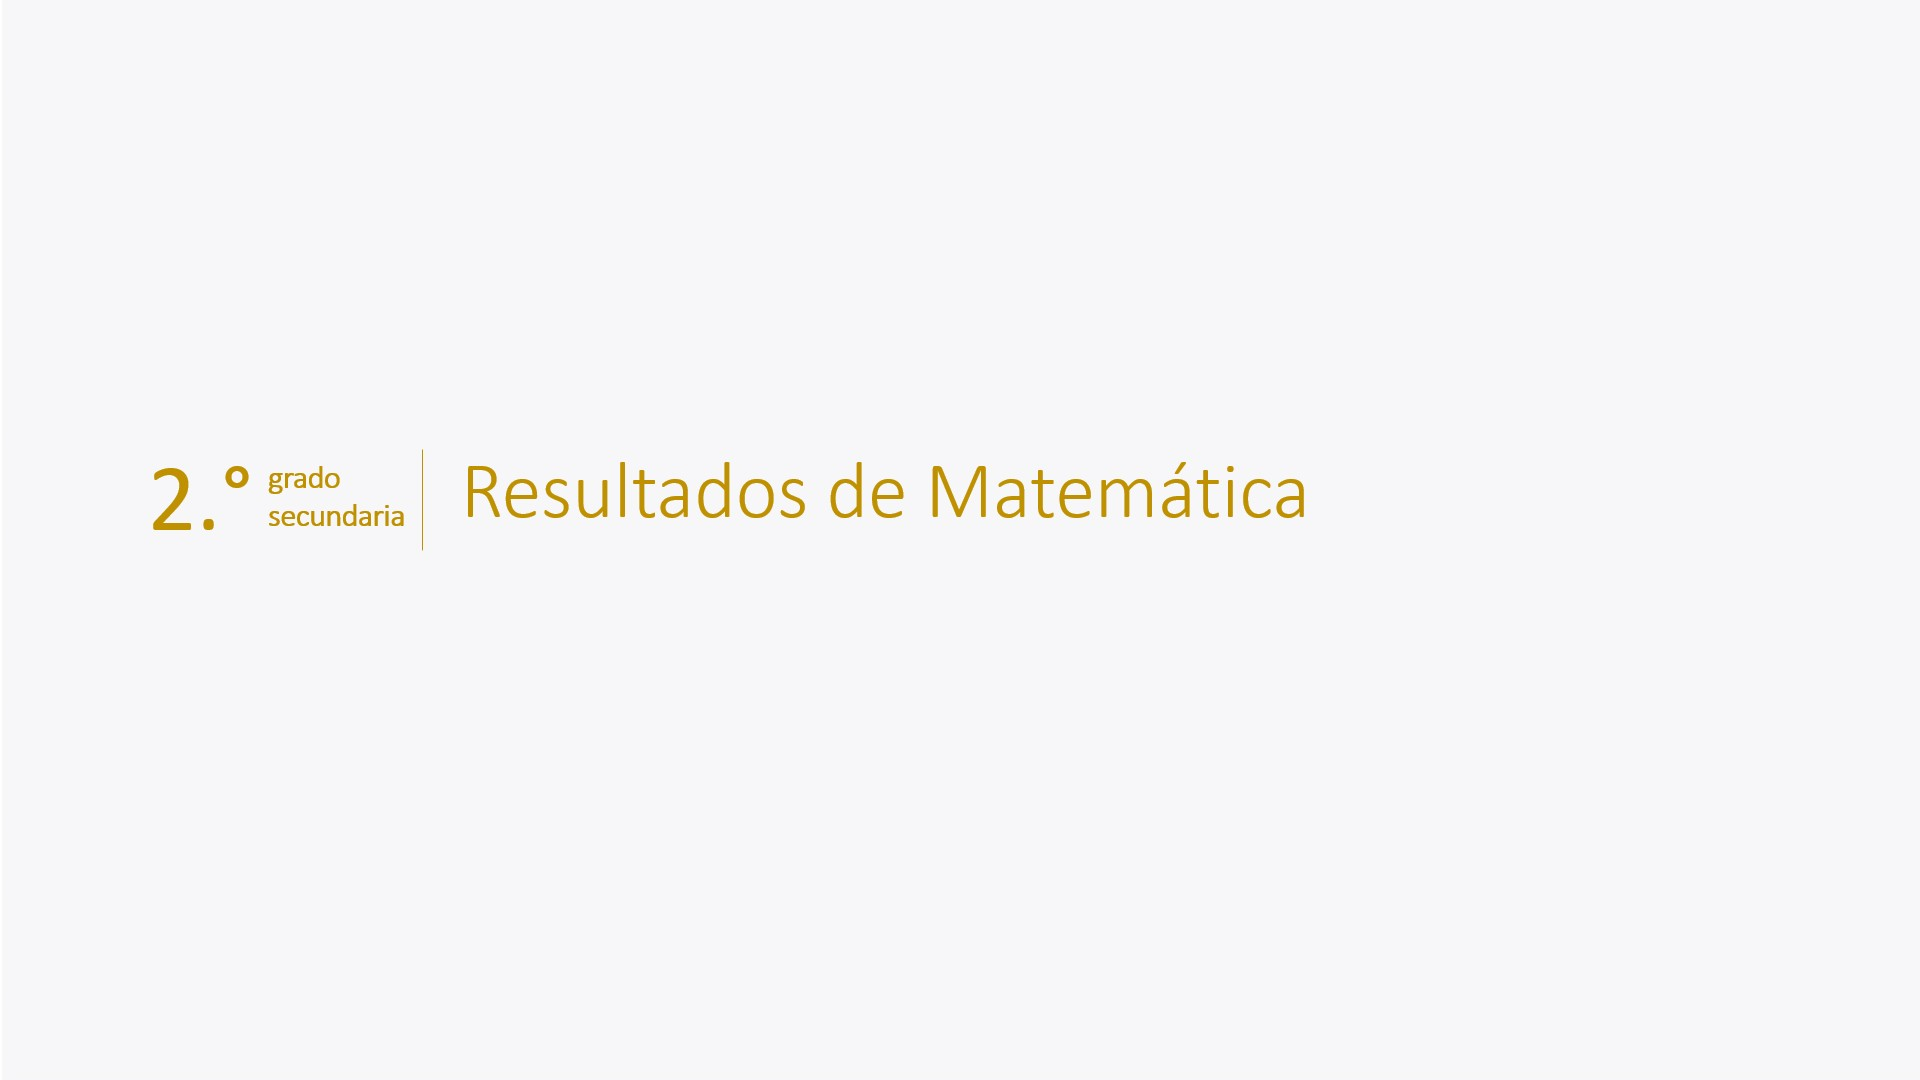 2.° grado
secundaria
Resultados de Matemática